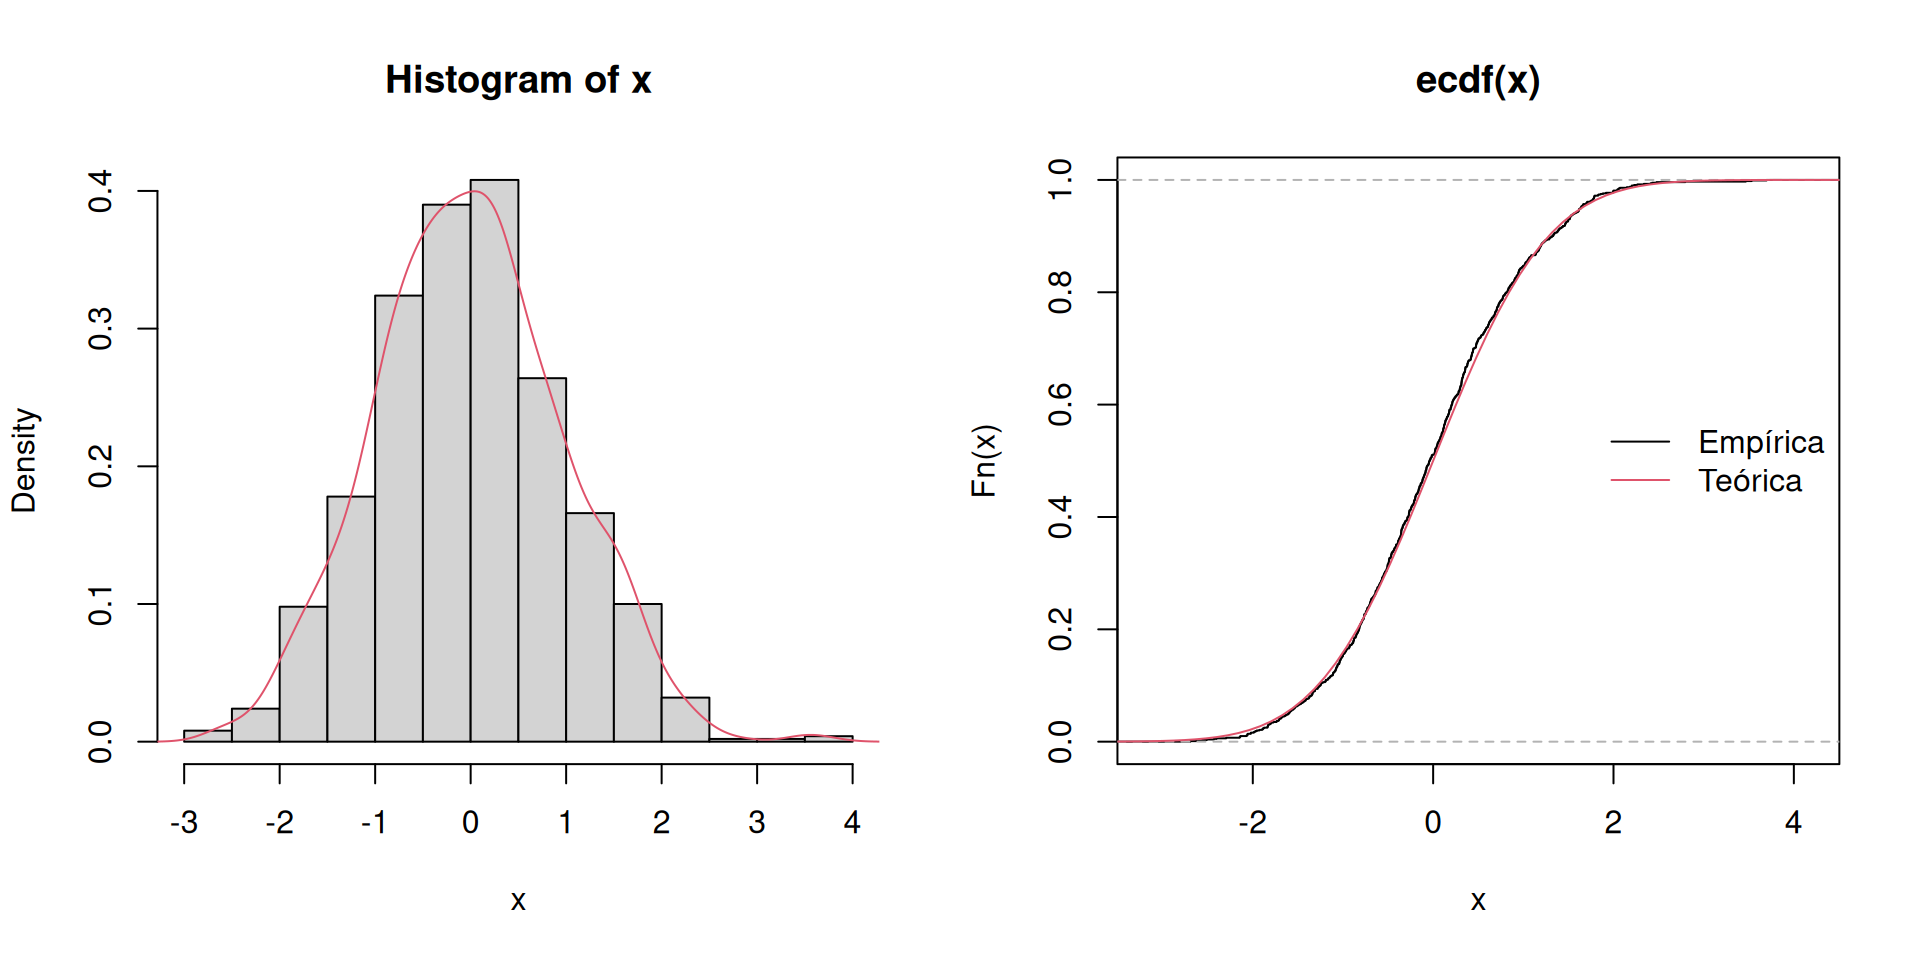 Histogram of x
Density
0.0 0.1 0.2 0.3 0.4
-3 -2 -1 0 1 2 3 4
x
ecdf(x)
Fn(x)
0.0 0.2 0.4 0.6 0.8 1.0
Empírica
Teórica
-2 0 2 4
x